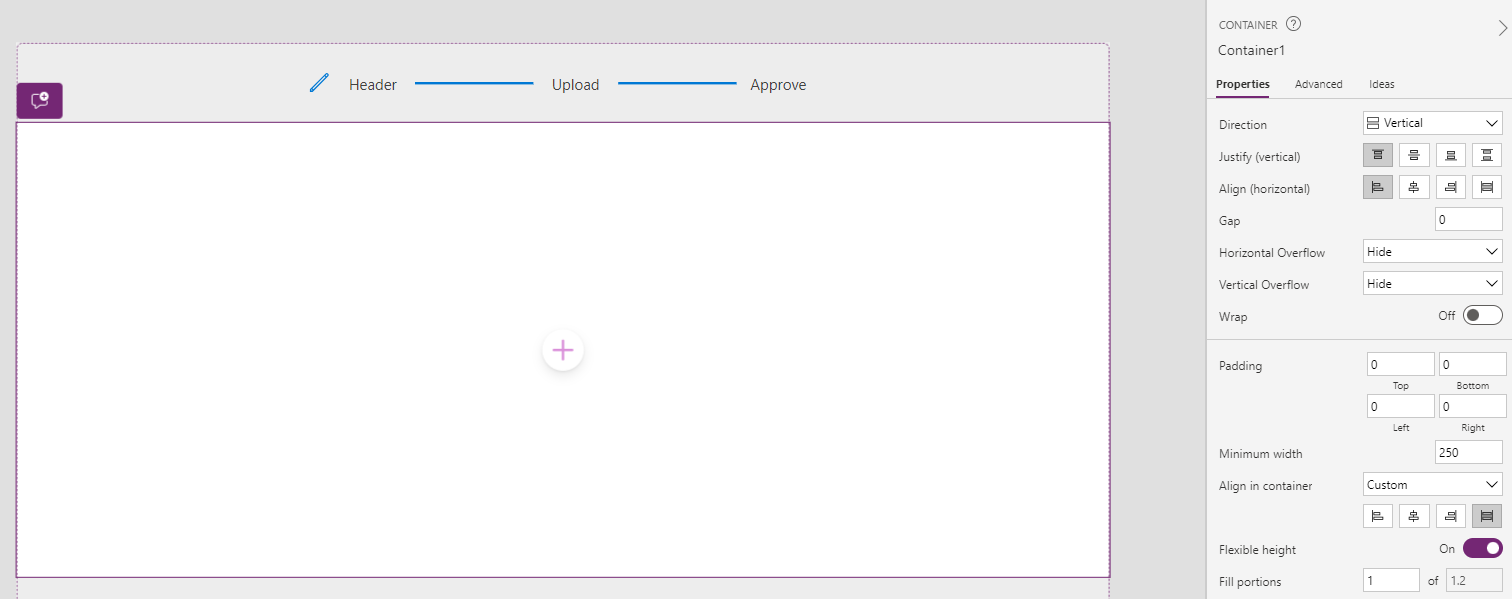 Header Upload Approve
CONTAINER ?
Container1
Properties Advanced Ideas
Direction Vertical
Justify (vertical)
Align (horizontal)
Gap 0
Horizontal Overflow Hide
Vertical Overflow Hide
Wrap Off
Padding 0 0
Top Bottom
0 0
Left Right
Minimum width 250
Align in container Custom
Flexible height On
Fill portions 1 of 1.2